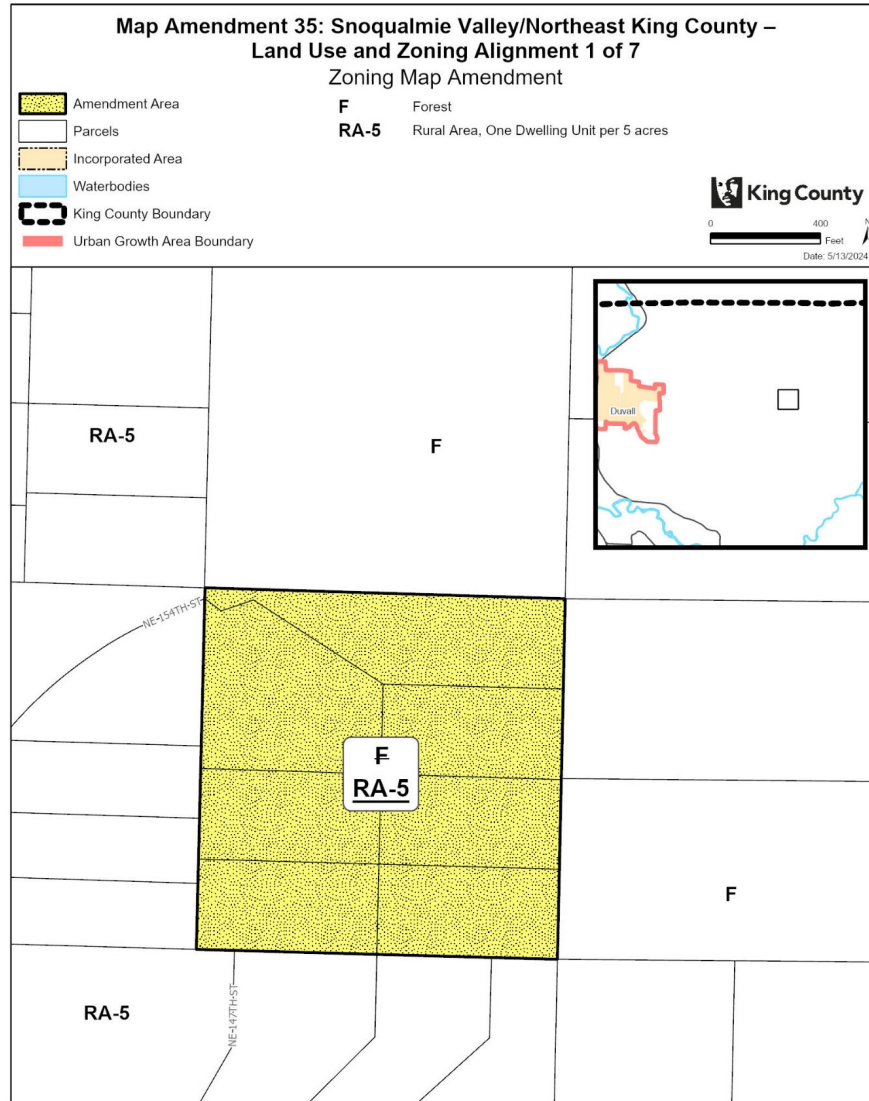 Map Amendment 35: Snoqualmie Valley/Northeast King County –
Land Use and Zoning Alignment 1 of 7
Zoning Map Amendment
Amendment Area
Parcels
Incorporated Area
Waterbodies
King County Boundary
Urban Growth Area Boundary
F Forest
RA-5 Rural Area, One Dwelling Unit per 5 acres
King County
0 400
Feet
N
Date: 5/13/2024
Duvall
RA-5
F
NE 154TH ST
F
RA-5
F
RA-5
NE 147TH ST